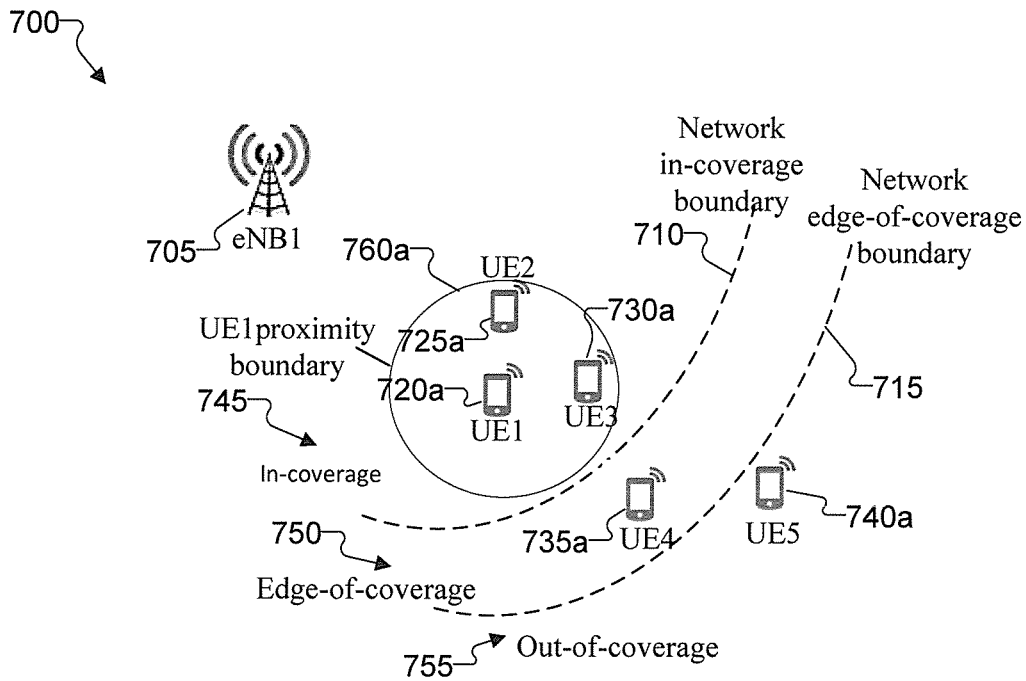 700
Network
in-coverage
boundary
Network
edge-of-coverage
boundary
705
eNB1
710
760a
UE2
730a
725a
UE1proximity
boundary
715
720a
UE1
UE3
745
In-coverage
735a
UE4
UE5
740a
750
Edge-of-coverage
755
Out-of-coverage